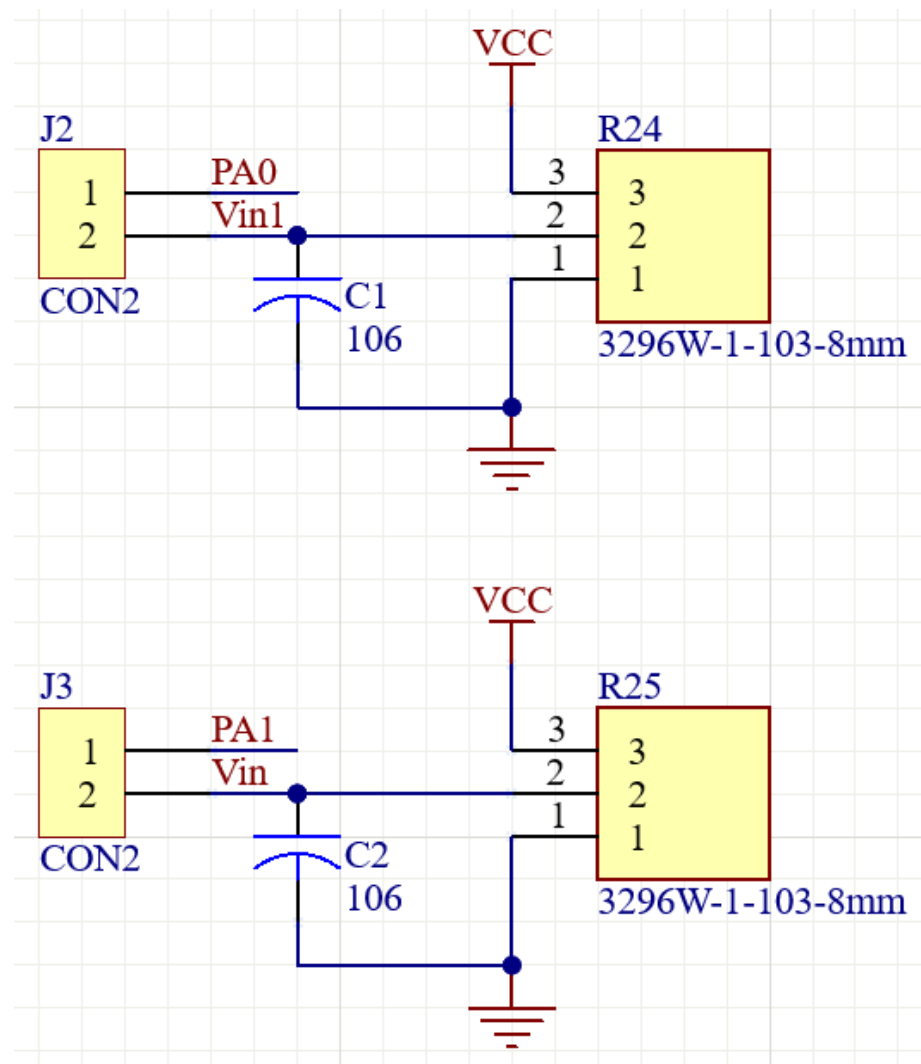 VCC
J2
R24
PA0
3
1
3
Vin1
2
2
2
1
1
CON2
C1
106
3296W-1-103-8mm
VCC
J3
R25
PA1
3
1
3
Vin
2
2
2
1
1
CON2
C2
106
3296W-1-103-8mm